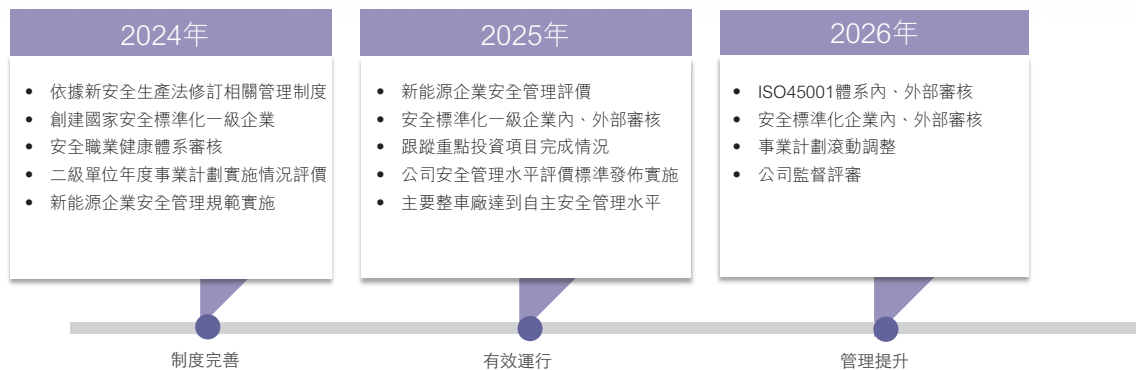 2024年
• 依據新安全生產法修訂相關管理制度
• 創建國家安全標準化一級企業
• 安全職業健康體系審核
• 二級單位年度事業計劃實施情況評價
• 新能源企業安全管理規範實施
制度完善
2025年
• 新能源企業安全管理評價
• 安全標準化一級企業內、外部審核
• 跟蹤重點投資項目完成情況
• 公司安全管理水平評價標準發佈實施
• 主要整車廠達到自主安全管理水平
有效運行
2026年
• ISO45001體系內、外部審核
• 安全標準化企業內、外部審核
• 事業計劃滾動調整
• 公司監督評審
管理提升